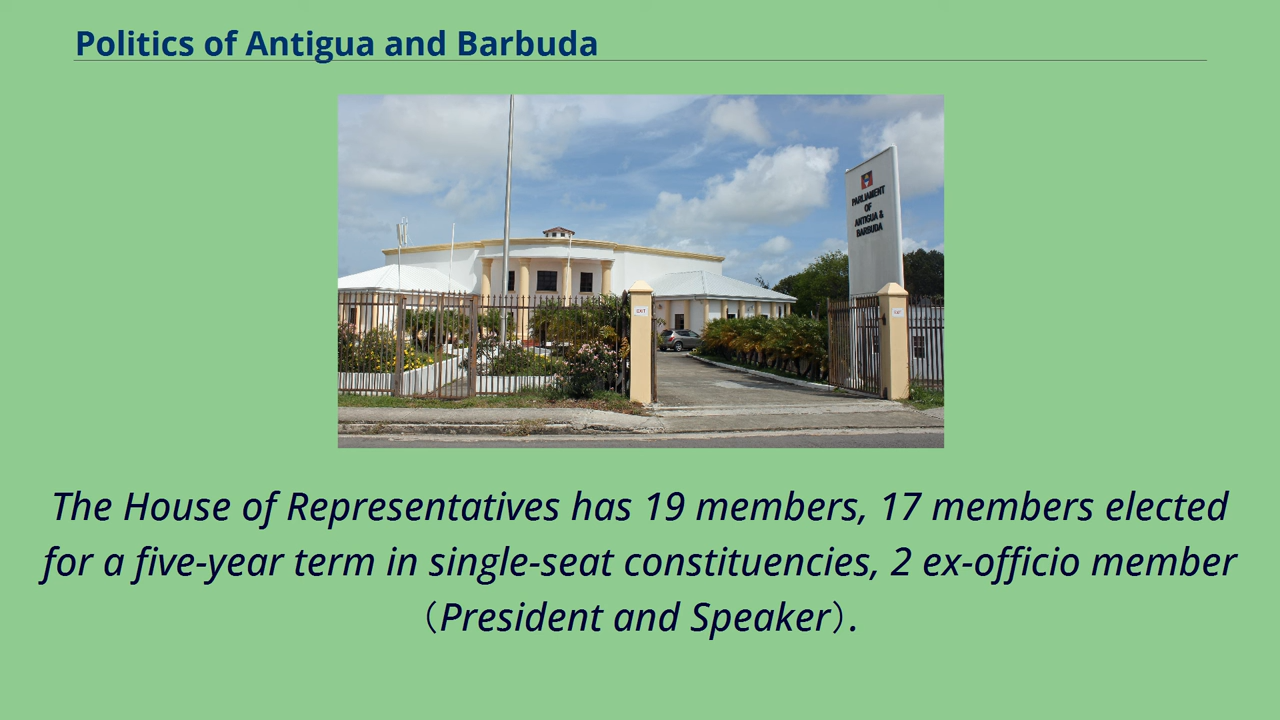 Politics of Antigua and Barbuda
PARLIAMENT
OF
ANTIGUA &
BARBUDA
EXIT
The House of Representatives has 19 members, 17 members elected
for a five-year term in single-seat constituencies, 2 ex-officio member
（President and Speaker）.